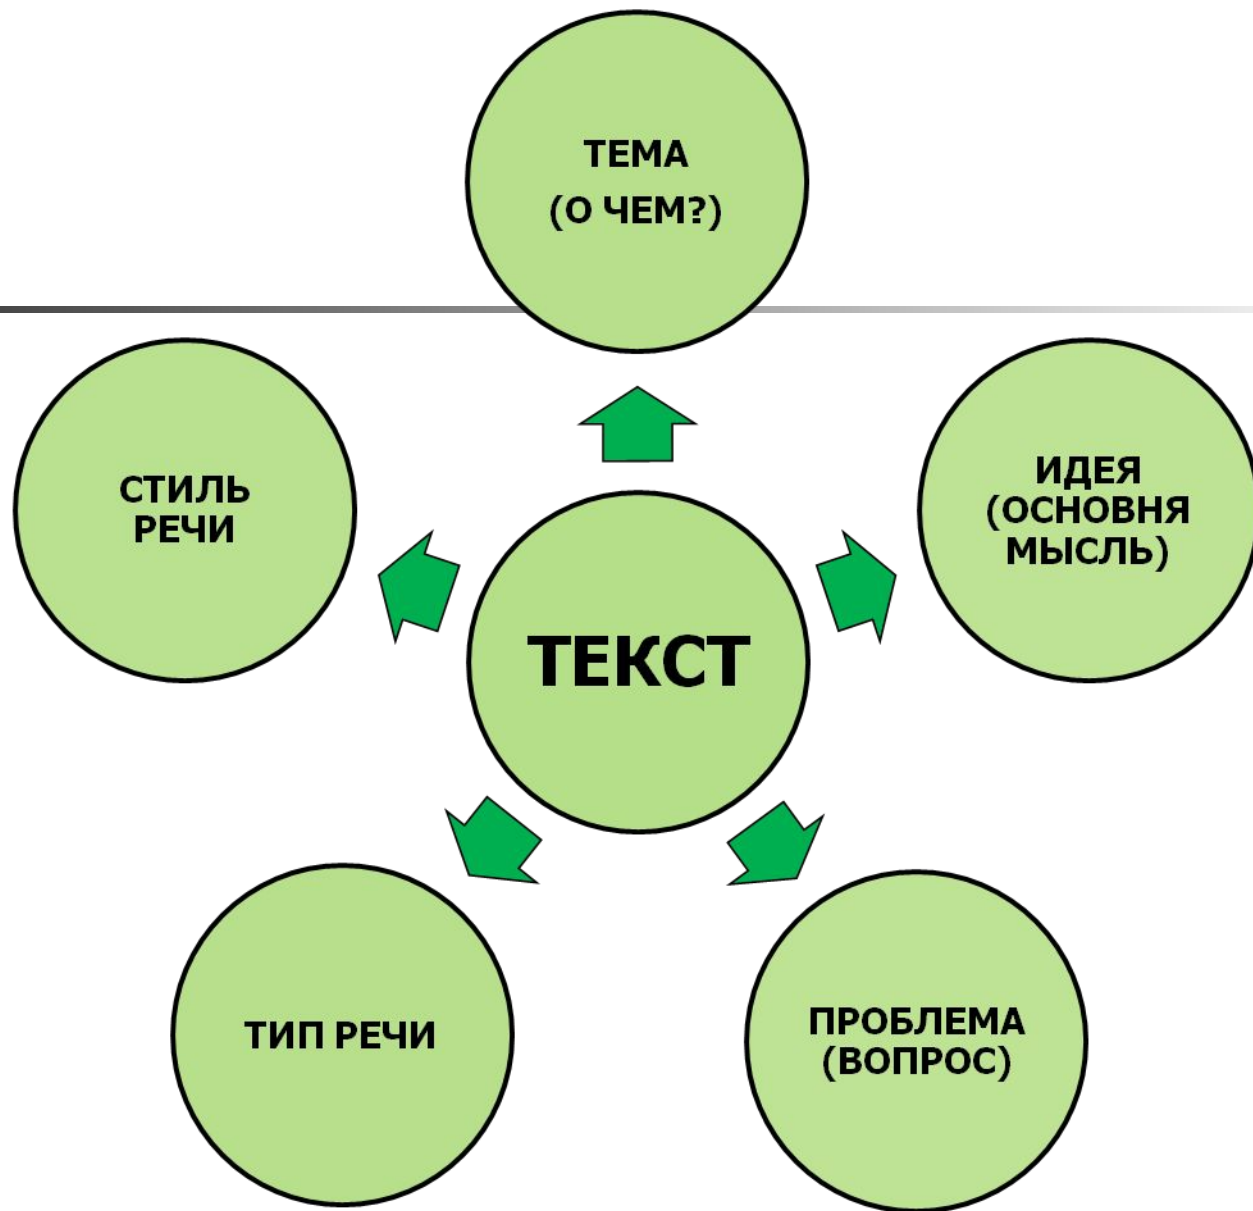 ТЕМА
(О ЧЕМ?)
СТИЛЬ
РЕЧИ
ИДЕЯ
(ОСНОВНЯ
МЫСЛЬ)
ТЕКСТ
ТИП РЕЧИ
ПРОБЛЕМА
(ВОПРОС)